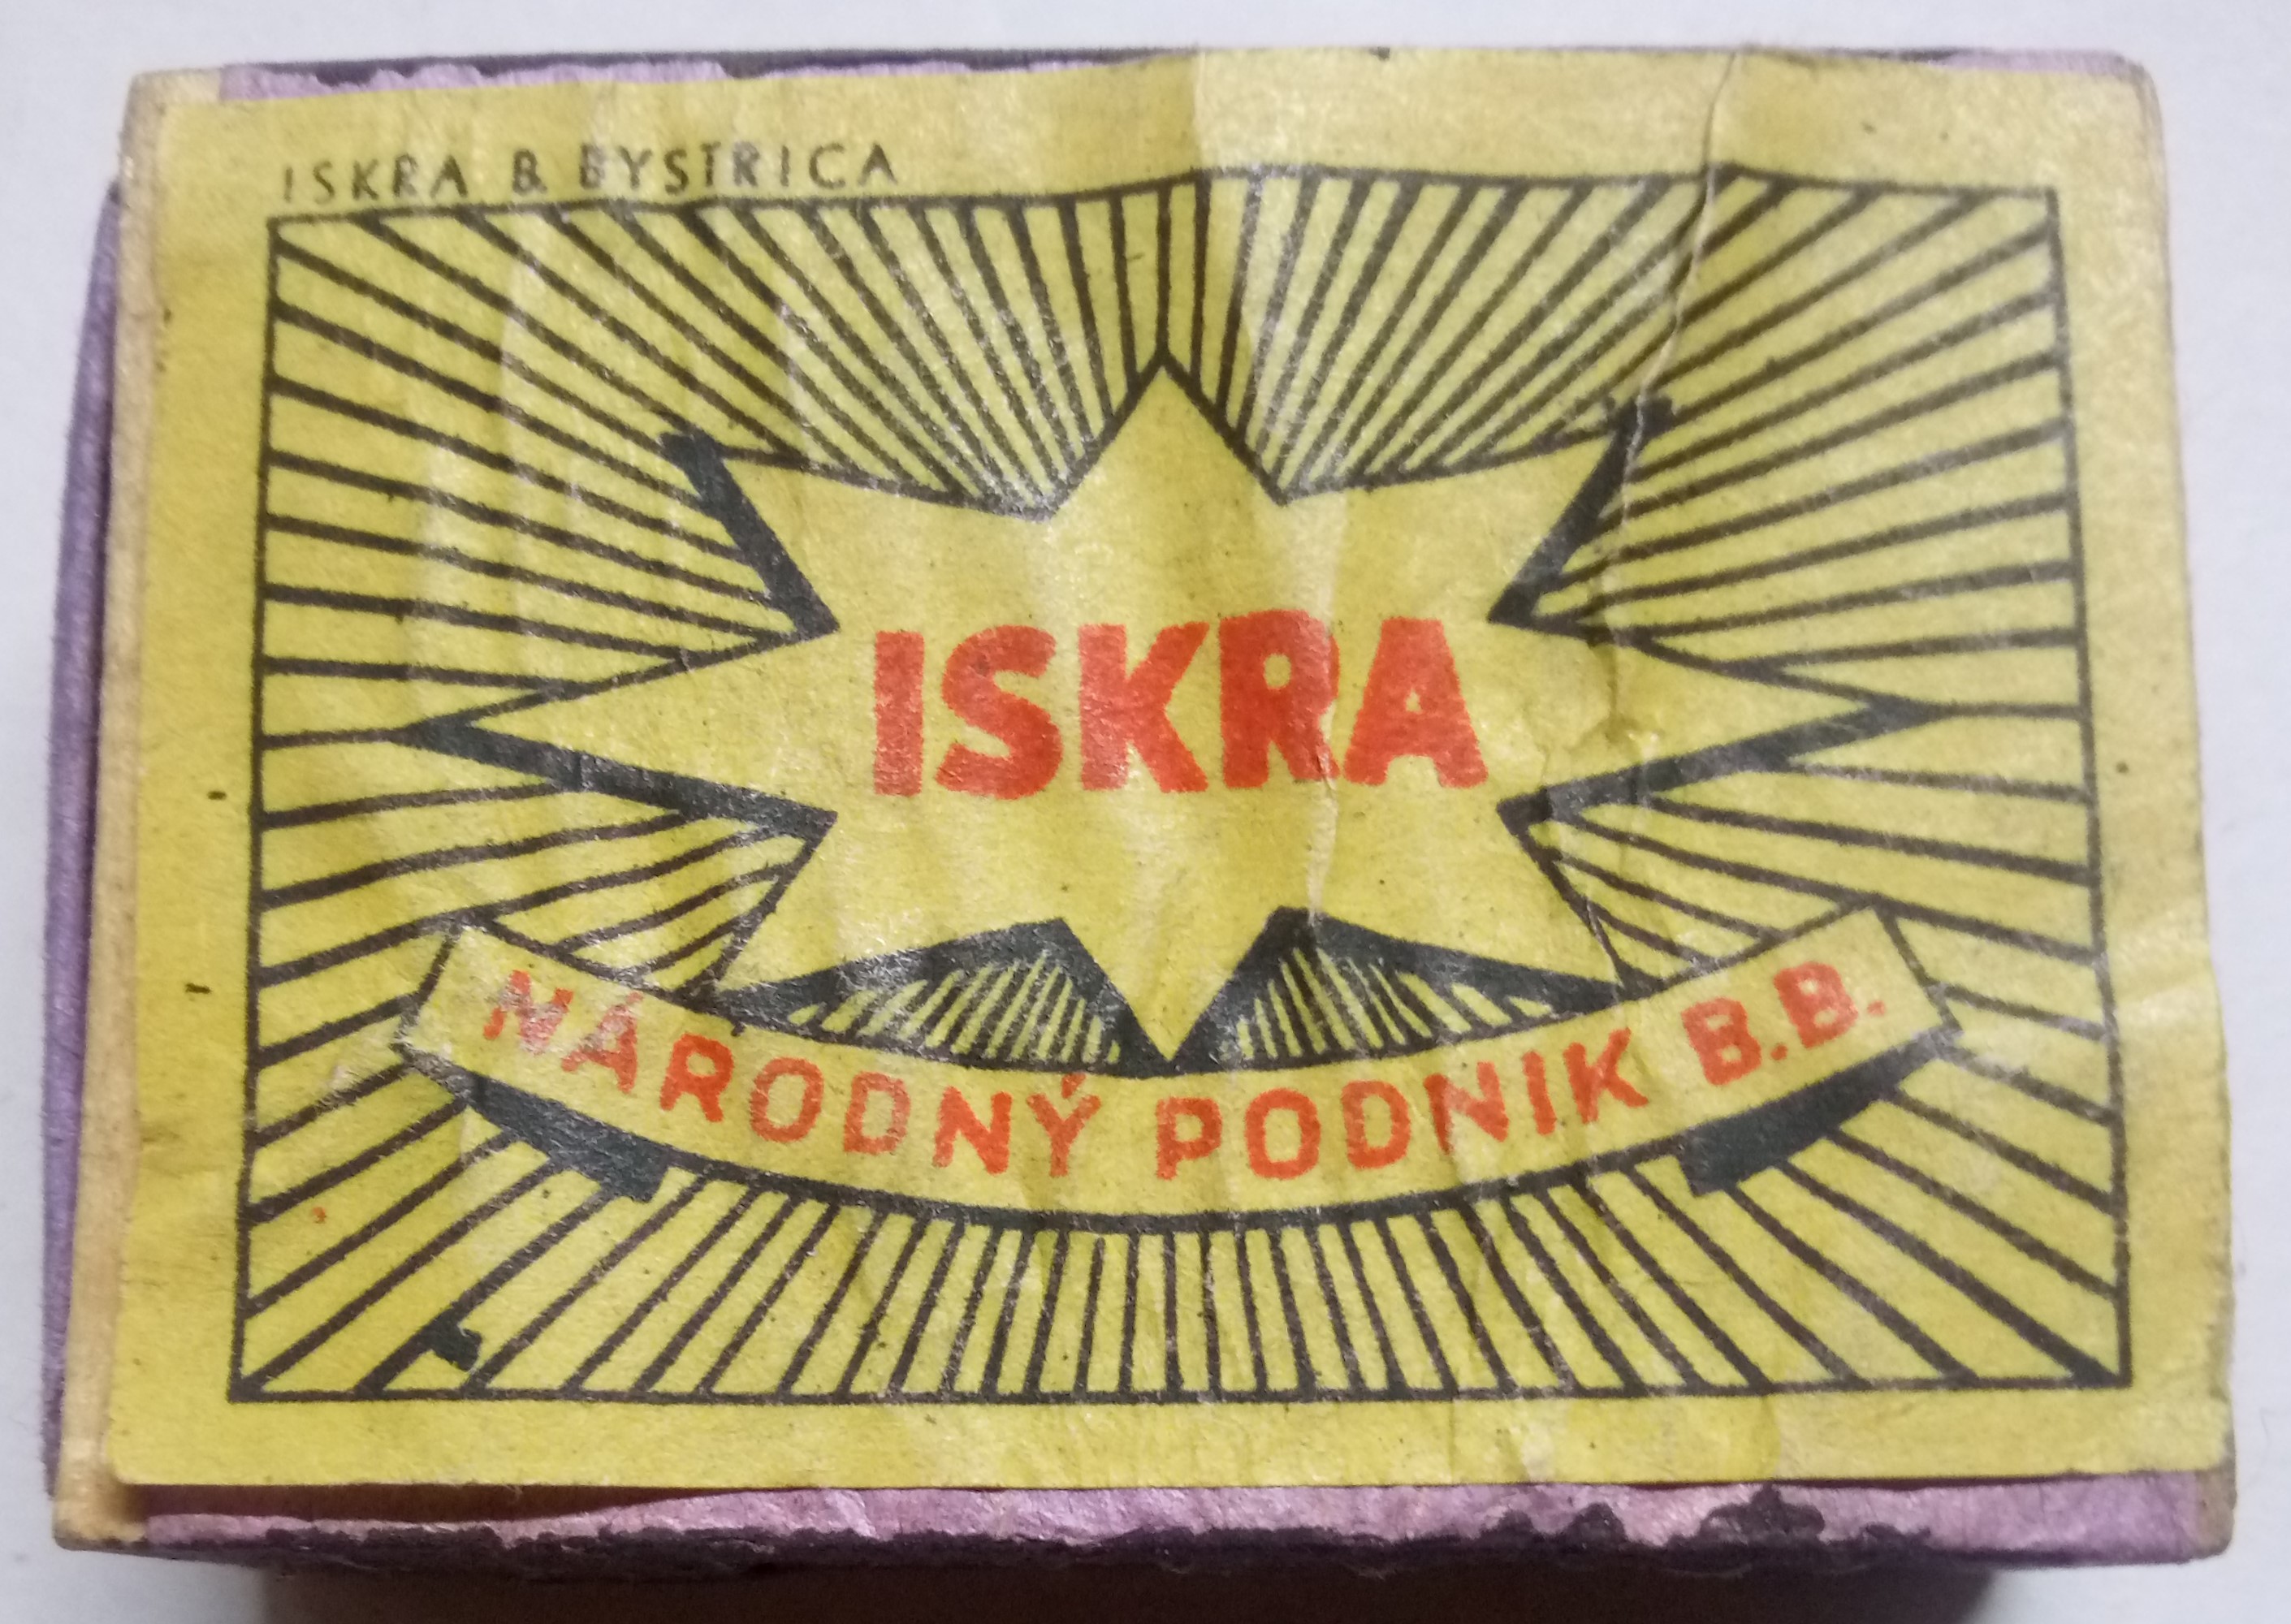 ISKRA B. BYSTRICA
ISKRA
NÁRODNÝ PODNIK B.B.